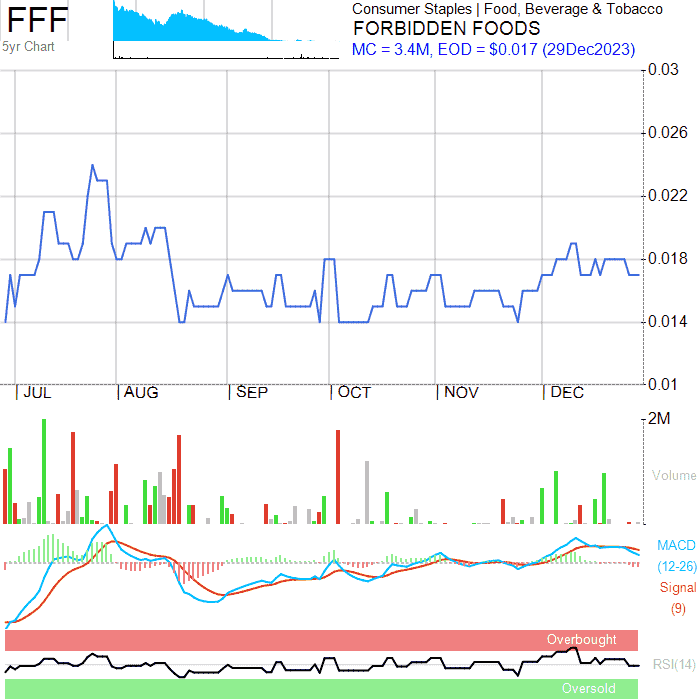 FFF
5yr Chart
Consumer Staples | Food, Beverage & Tobacco
FORBIDDEN FOODS
MC = 3.4M, EOD = $0.017 (29Dec2023)
0.03
0.026
0.022
0.018
0.014
0.01
JUL AUG SEP OCT NOV DEC
2M
Volume
MACD
(12-26)
Signal
(9)
Overbought
RSI(14)
Oversold